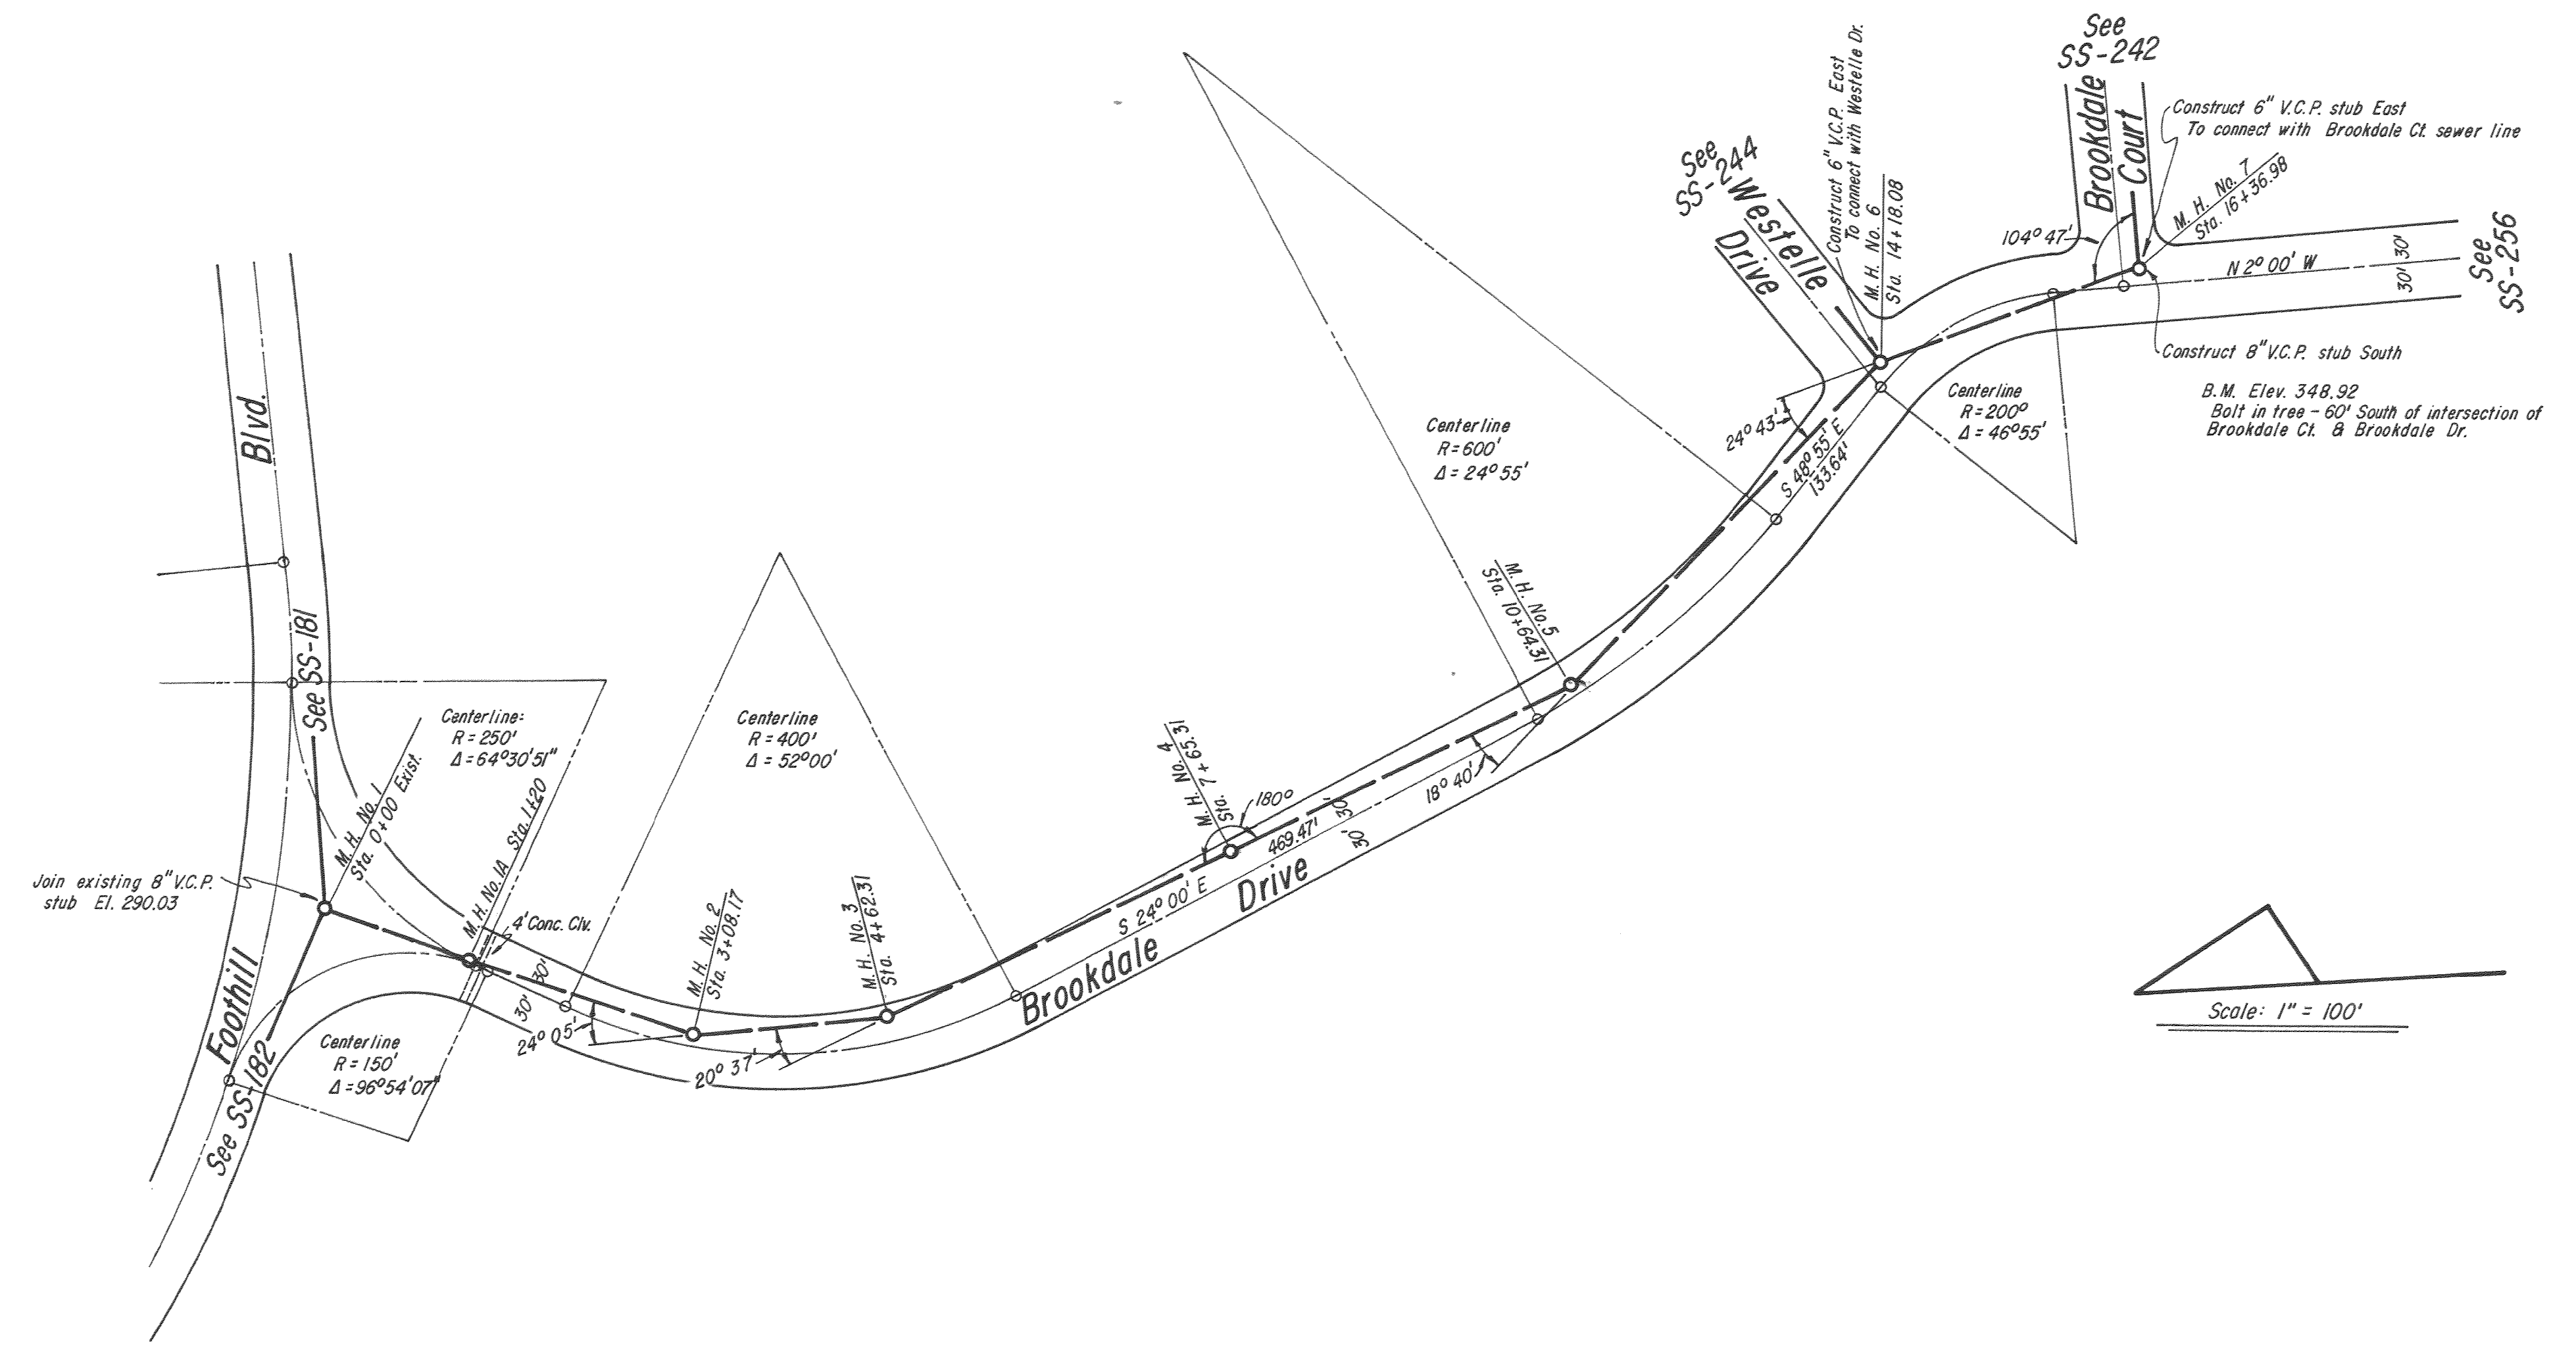 See
SS-242
Brookdale
Court
Construct 6" V.C.P. stub East
To connect with Brookdale Ct. sewer line
M. H. No. 7
Sta. 16+36.98
104° 47'
N 2° 00' W
30' 30'
See
SS-256
Construct 6" V.C.P. East
To connect with Westelle Dr.
M. H. No. 6
Sta. 14+18.08
See
SS-244
Westelle
Drive
Construct 8" V.C.P. stub South
B.M. Elev. 348.92
Bolt in tree - 60' South of intersection of
Brookdale Ct. & Brookdale Dr.
Centerline
R=200°
Δ = 46°55'
24° 43'
S 48° 55' E
133.64'
Centerline
R=600'
Δ = 24° 55'
M. H. No. 5
Sta. 10+64.31
18° 40'
M. H. No. 4
Sta. 7+65.31
180°
469.47'
30'
30'
S 24° 00' E
Brookdale Drive
Centerline
R=400'
Δ = 52°00'
M. H. No. 3
Sta. 4+62.31
M. H. No. 2
Sta. 3+08.17
20° 37'
24° 05'
30'
30'
4' Conc. Clv.
M. H. No. 1A Sta. 1+20
Centerline:
R=250'
Δ=64°30'51"
M. H. No. 1
Sta. 0+00 Exist.
Blvd.
See SS-181
Join existing 8" V.C.P.
stub El. 290.03
Foothill
See SS-182
Centerline
R=150'
Δ=96°54'07"
Scale: 1" = 100'